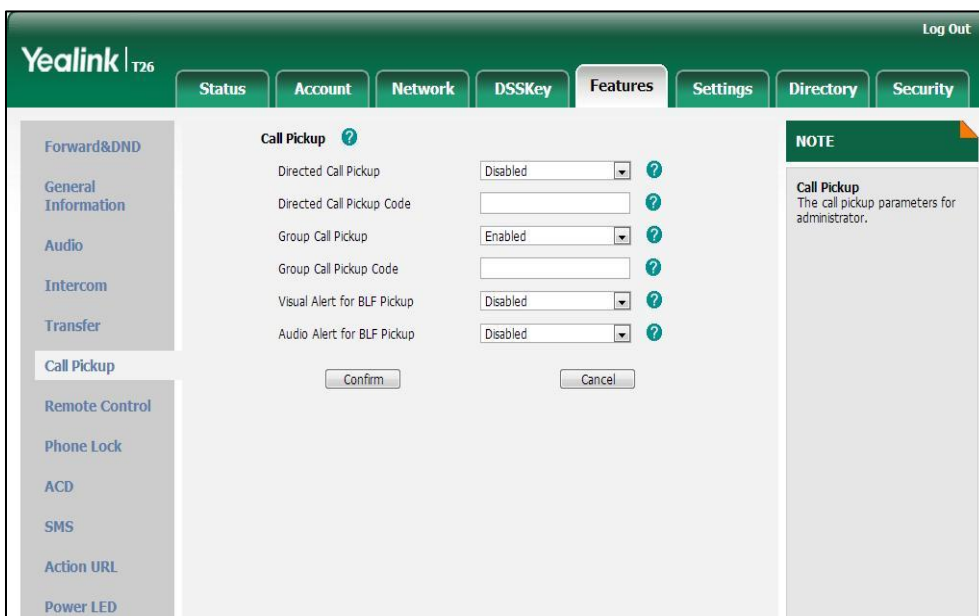 Log Out
Yealink | T26
Status Account Network DSSKey Features Settings Directory Security
Forward&DND
General
Information
Audio
Intercom
Transfer
Call Pickup
Remote Control
Phone Lock
ACD
SMS
Action URL
Power LED
Call Pickup ?
Directed Call Pickup Disabled ?
Directed Call Pickup Code ?
Group Call Pickup Enabled ?
Group Call Pickup Code ?
Visual Alert for BLF Pickup Disabled ?
Audio Alert for BLF Pickup Disabled ?
Confirm Cancel
NOTE
Call Pickup
The call pickup parameters for
administrator.